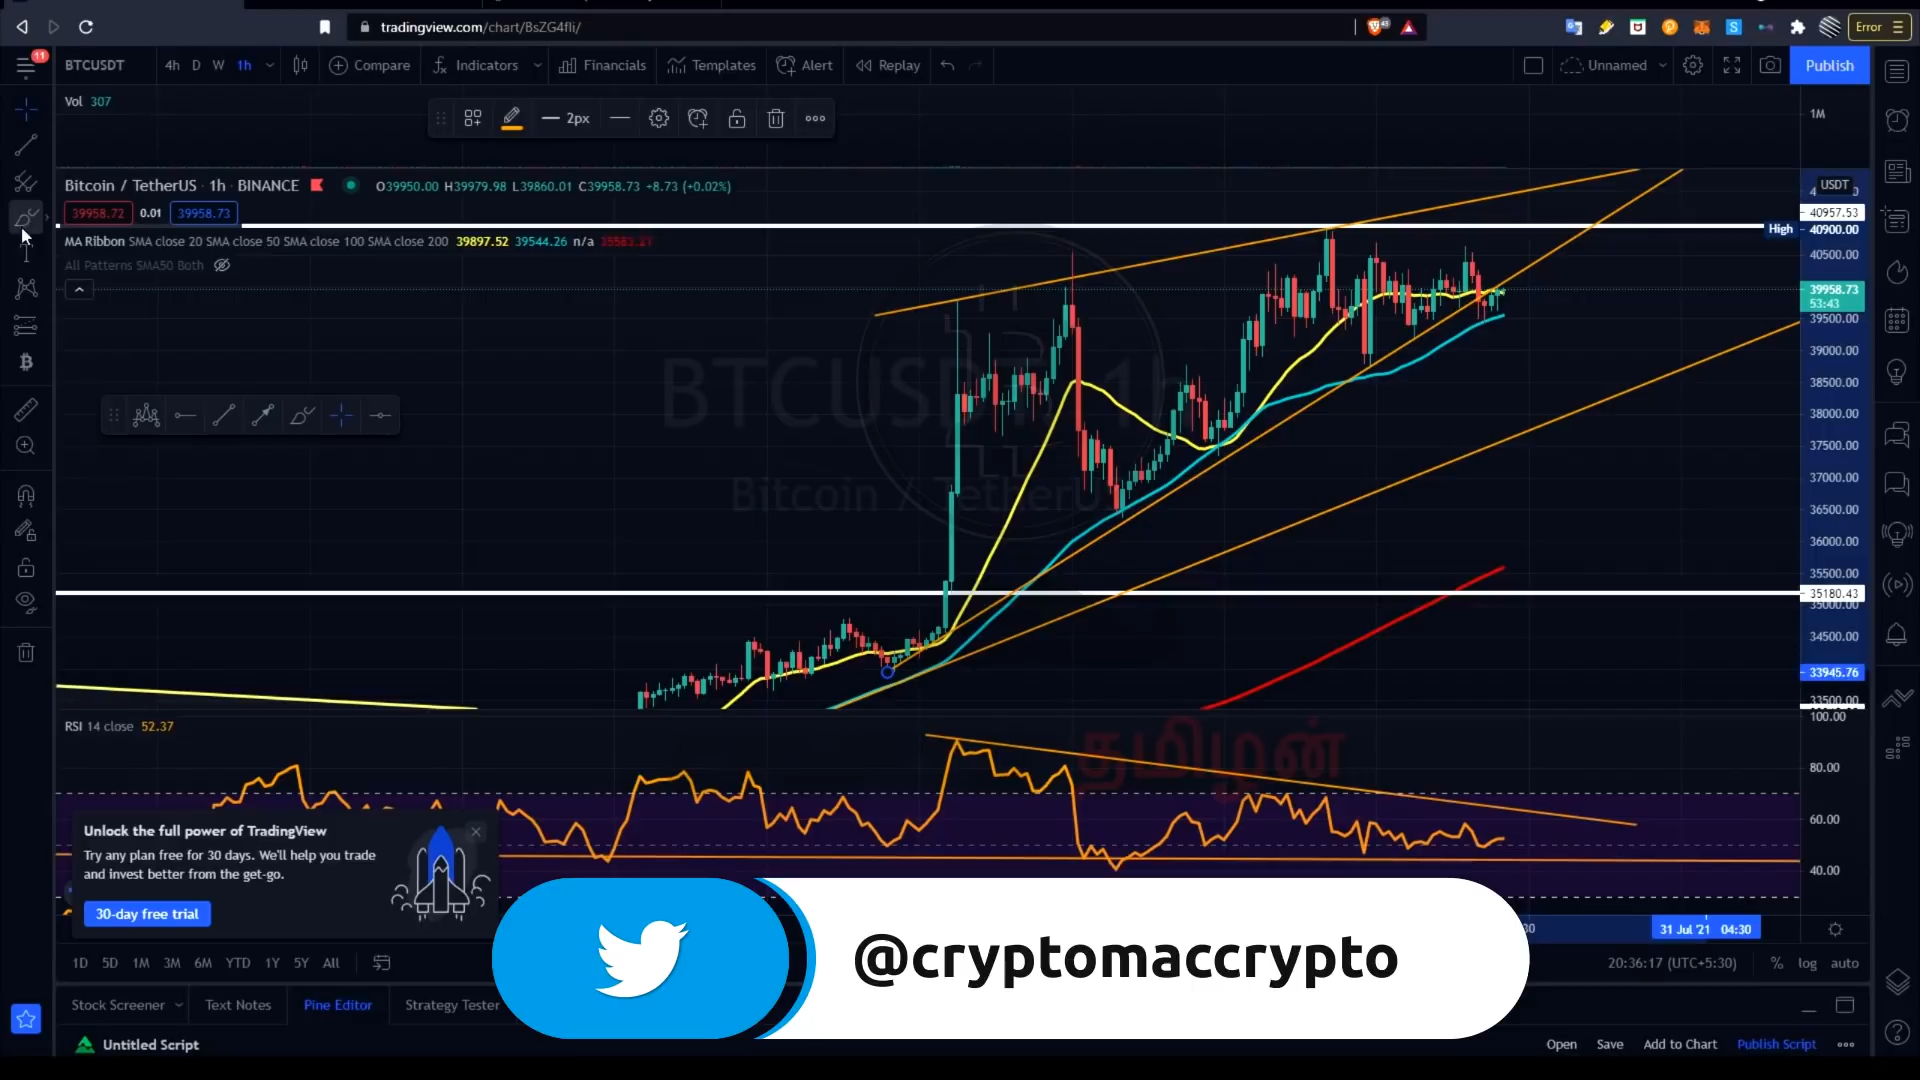 tradingview.com/chart/BsZG4fli/
Error
11
BTCUSDT
4h D W 1h
Compare
Indicators
Financials
Templates
Alert
Replay
Unnamed
Publish
Vol 307
2px
1M
Bitcoin / TetherUS · 1h · BINANCE
O39950.00 H39979.98 L39860.01 C39958.73 +8.73 (+0.02%)
USDT
39958.72 0.01 39958.73
40957.53
MA Ribbon SMA close 20 SMA close 50 SMA close 100 SMA close 200 39897.52 39544.26 n/a
High 40900.00
All Patterns SMA50 Both
40500.00
39958.73
53:43
39500.00
39000.00
38500.00
38000.00
37500.00
37000.00
36500.00
36000.00
35500.00
35180.43
35000.00
34500.00
33945.76
33500.00
BTCUSDT 1h
Bitcoin / TetherU
RSI 14 close 52.37
தமிழன்
100.00
80.00
60.00
40.00
Unlock the full power of TradingView
Try any plan free for 30 days. We'll help you trade
and invest better from the get-go.
30-day free trial
31 Jul '21 04:30
@cryptomaccrypto
1D 5D 1M 3M 6M YTD 1Y 5Y All
20:36:17 (UTC+5:30)
% log auto
Stock Screener
Text Notes
Pine Editor
Strategy Tester
Untitled Script
Open
Save
Add to Chart
Publish Script